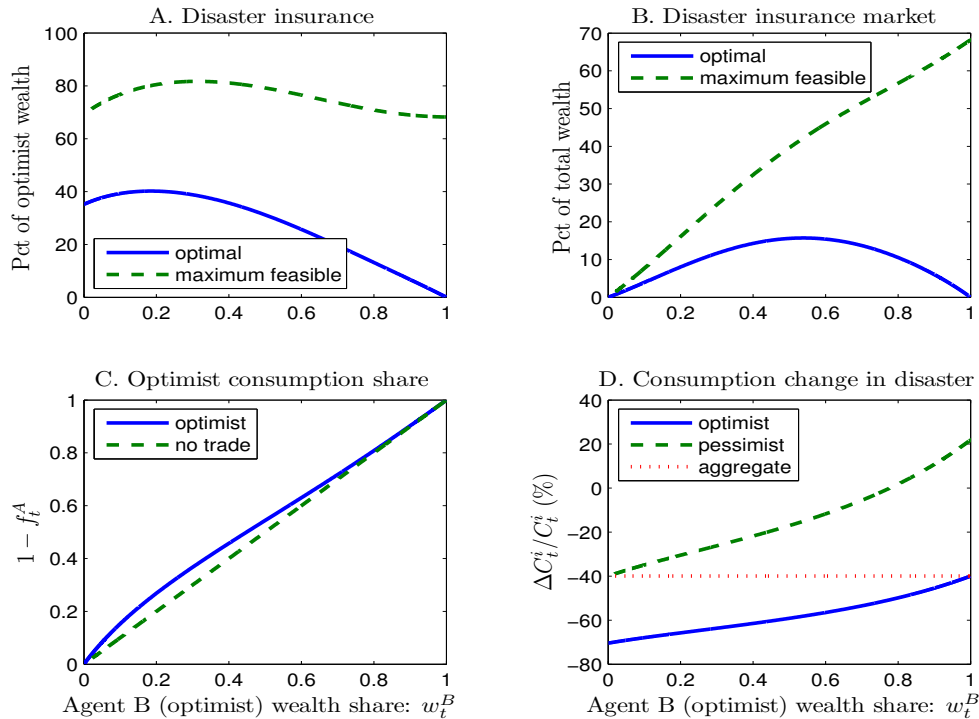 A. Disaster insurance
Pct of optimist wealth
100
80
60
40
20
0
optimal
maximum feasible
0 0.2 0.4 0.6 0.8 1
B. Disaster insurance market
Pct of total wealth
70
60
50
40
30
20
10
0
optimal
maximum feasible
0 0.2 0.4 0.6 0.8 1
C. Optimist consumption share
1 − f_t^A
1
0.8
0.6
0.4
0.2
0
optimist
no trade
0 0.2 0.4 0.6 0.8 1
Agent B (optimist) wealth share: w_t^B
D. Consumption change in disaster
ΔC_t^i/C_t^i (%)
40
20
0
−20
−40
−60
−80
optimist
pessimist
aggregate
0 0.2 0.4 0.6 0.8 1
Agent B (optimist) wealth share: w_t^B